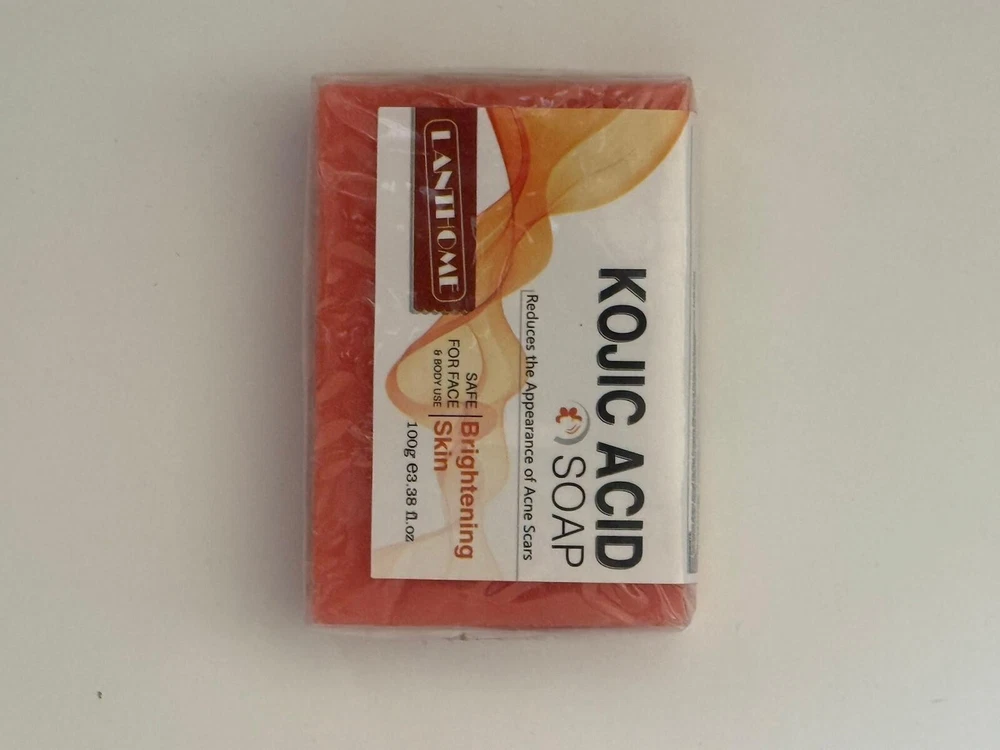 KOJIC ACID
SOAP
Reduces the Appearance of Acne Scars
LANTHOME
SAFE
FOR FACE
& BODY USE
Brightening
Skin
100g e3.38 fl.oz